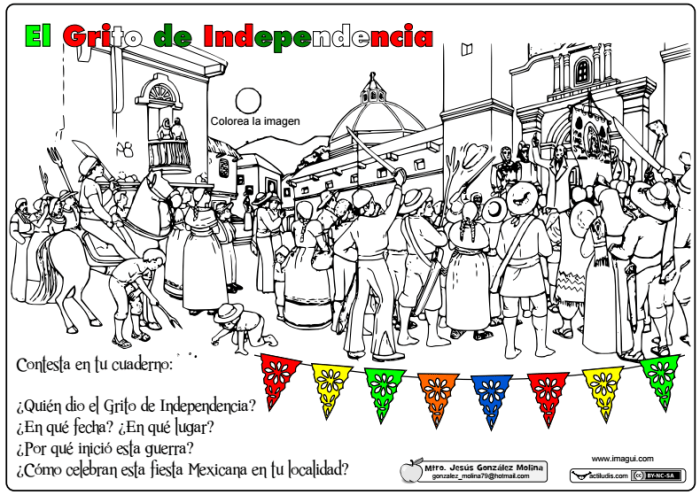 El Grito de Independencia
Colorea la imagen
Contesta en tu cuaderno:
¿Quién dio el Grito de Independencia?
¿En qué fecha? ¿En qué lugar?
¿Por qué inició esta guerra?
¿Cómo celebran esta fiesta Mexicana en tu localidad?
Mtro. Jesús González Molina
gonzalez_molina79@hotmail.com
www.imagui.com
actiludis.com
cc BY-NC-SA